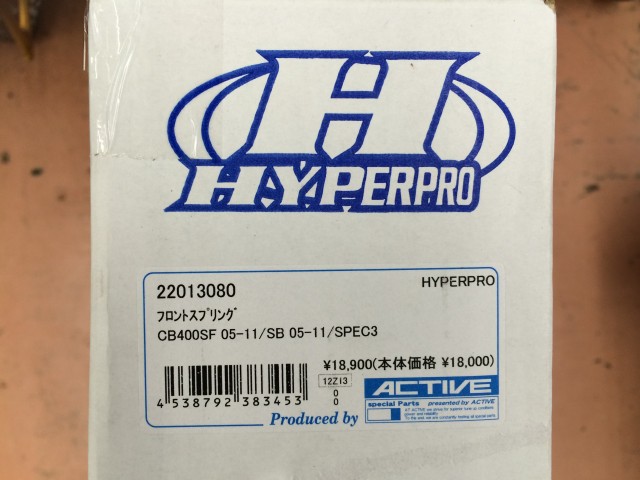 H
HYPERPRO
22013080
HYPERPRO
フロントスプリング
CB400SF 05-11/SB 05-11/SPEC3
¥18,900(本体価格 ¥18,000)
12Z13
0
0
4 538792 383453
ACTIVE
special Parts presented by ACTIVE
Produced by